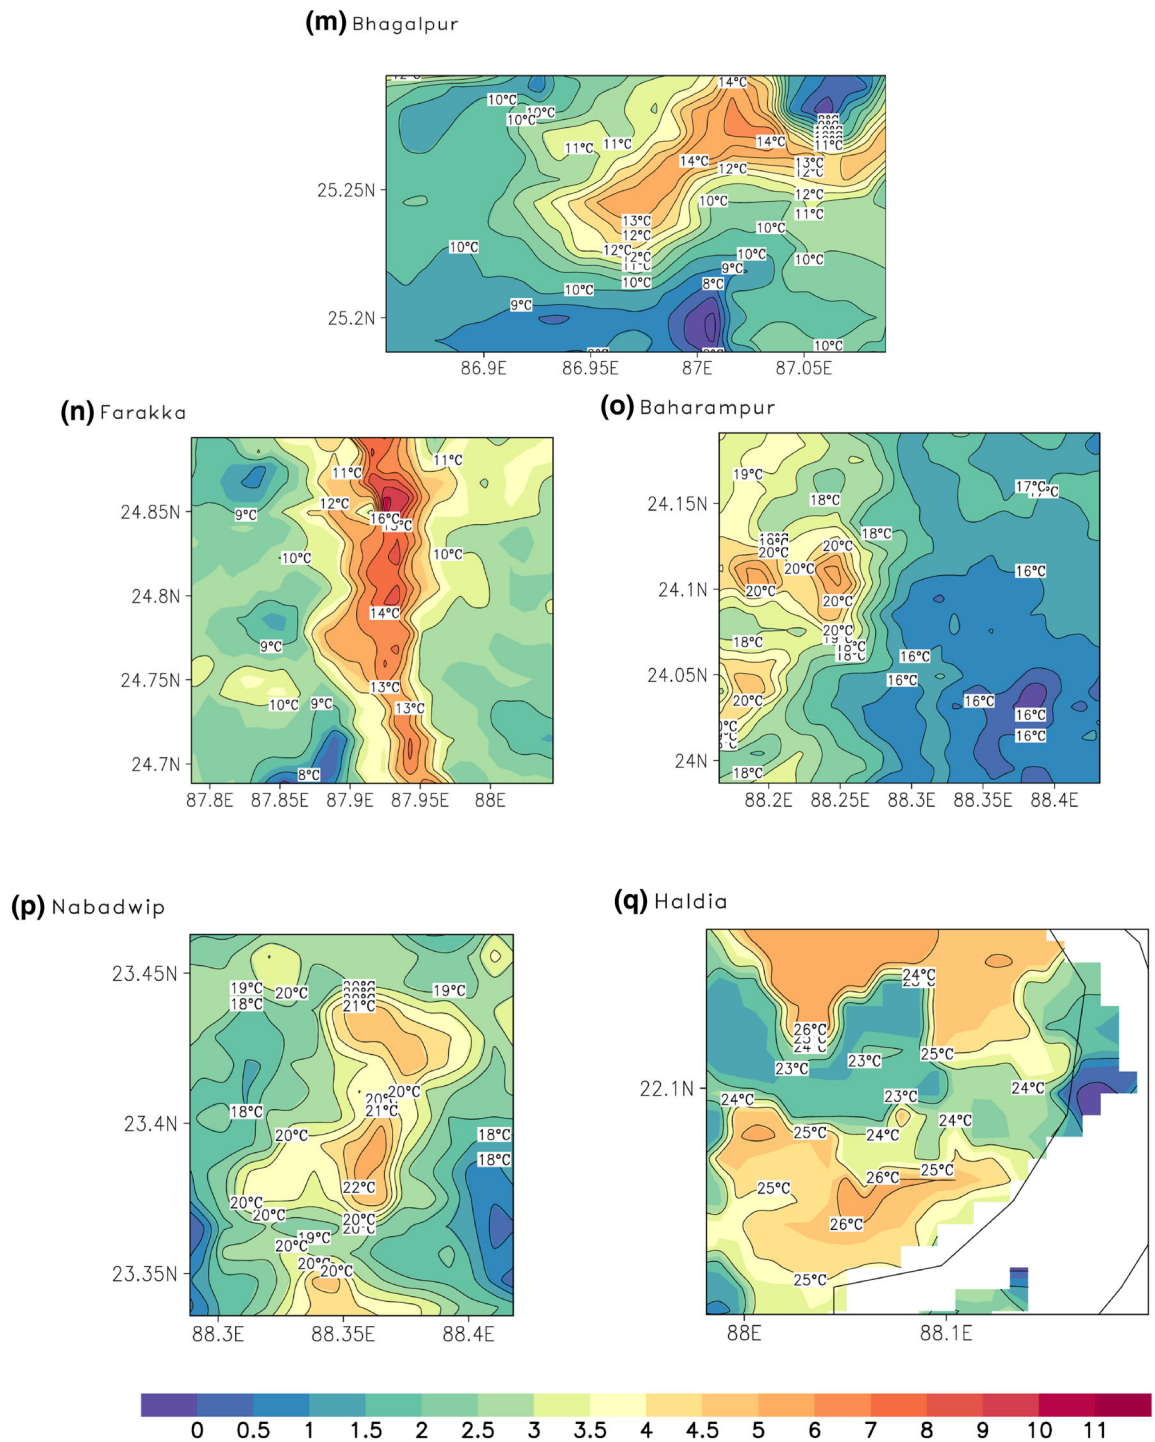 (m) Bhagalpur
14°C
10°C
10°C
10°C
11°C
11°C
14°C
11°C
14°C
13°C
12°C
12°C
25.25N
12°C
10°C
11°C
13°C
10°C
12°C
12°C
12°C
10°C
10°C
10°C
9°C
10°C
8°C
10°C
9°C
25.2N
10°C
86.9E 86.95E 87E 87.05E
(n) Farakka
(o) Baharampur
11°C
11°C
12°C
24.85N
9°C
16°C
10°C
10°C
24.8N
14°C
9°C
24.75N
13°C
10°C
9°C
13°C
24.7N
8°C
87.8E 87.85E 87.9E 87.95E 88E
19°C
17°C
24.15N
18°C
18°C
20°C
20°C
20°C
16°C
24.1N
20°C
20°C
20°C
18°C
18°C
16°C
24.05N
16°C
20°C
16°C
16°C
16°C
24N
18°C
88.2E 88.25E 88.3E 88.35E 88.4E
(p) Nabadwip
23.45N
19°C
20°C
19°C
18°C
21°C
20°C
21°C
18°C
23.4N
20°C
18°C
18°C
22°C
20°C
20°C
20°C
19°C
20°C
20°C
20°C
23.35N
88.3E 88.35E 88.4E
(q) Haldia
24°C
26°C
25°C
23°C
23°C
22.1N
24°C
24°C
23°C
24°C
25°C
24°C
25°C
26°C
25°C
26°C
25°C
88E 88.1E
0 0.5 1 1.5 2 2.5 3 3.5 4 4.5 5 6 7 8 9 10 11